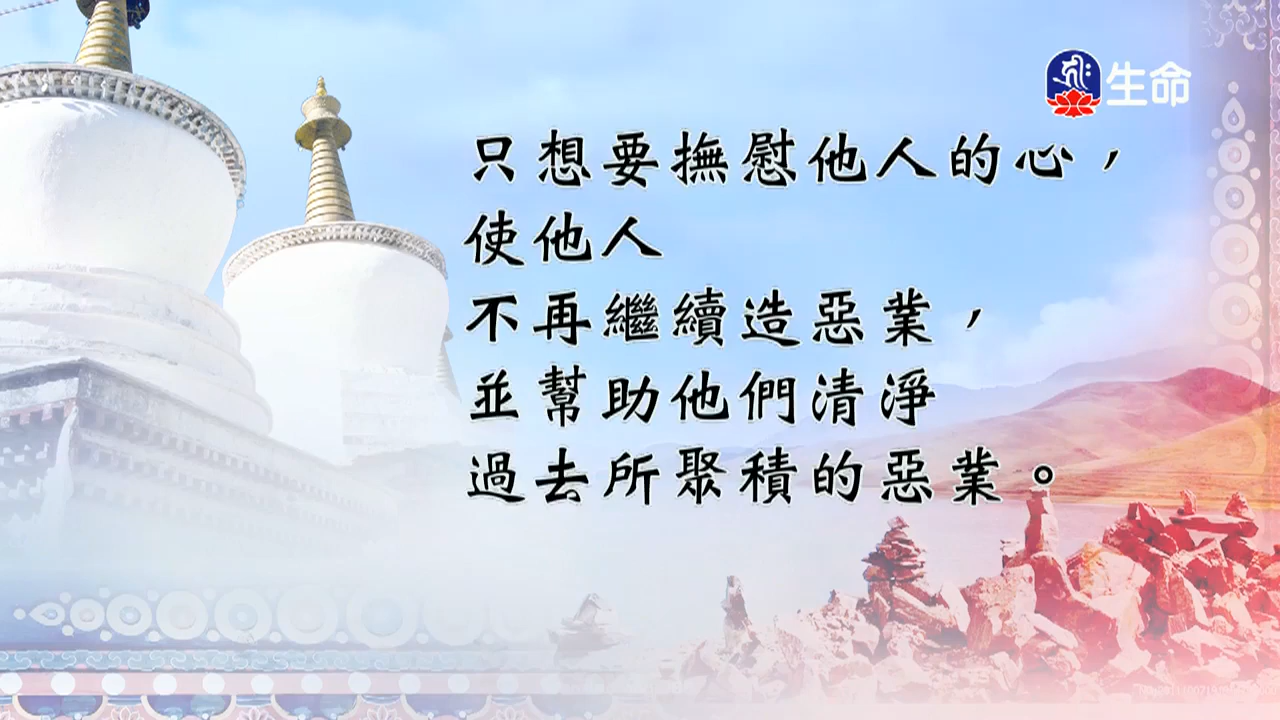 生命
只想要撫慰他人的心，
使他人
不再繼續造惡業，
並幫助他們清淨
過去所聚積的惡業。